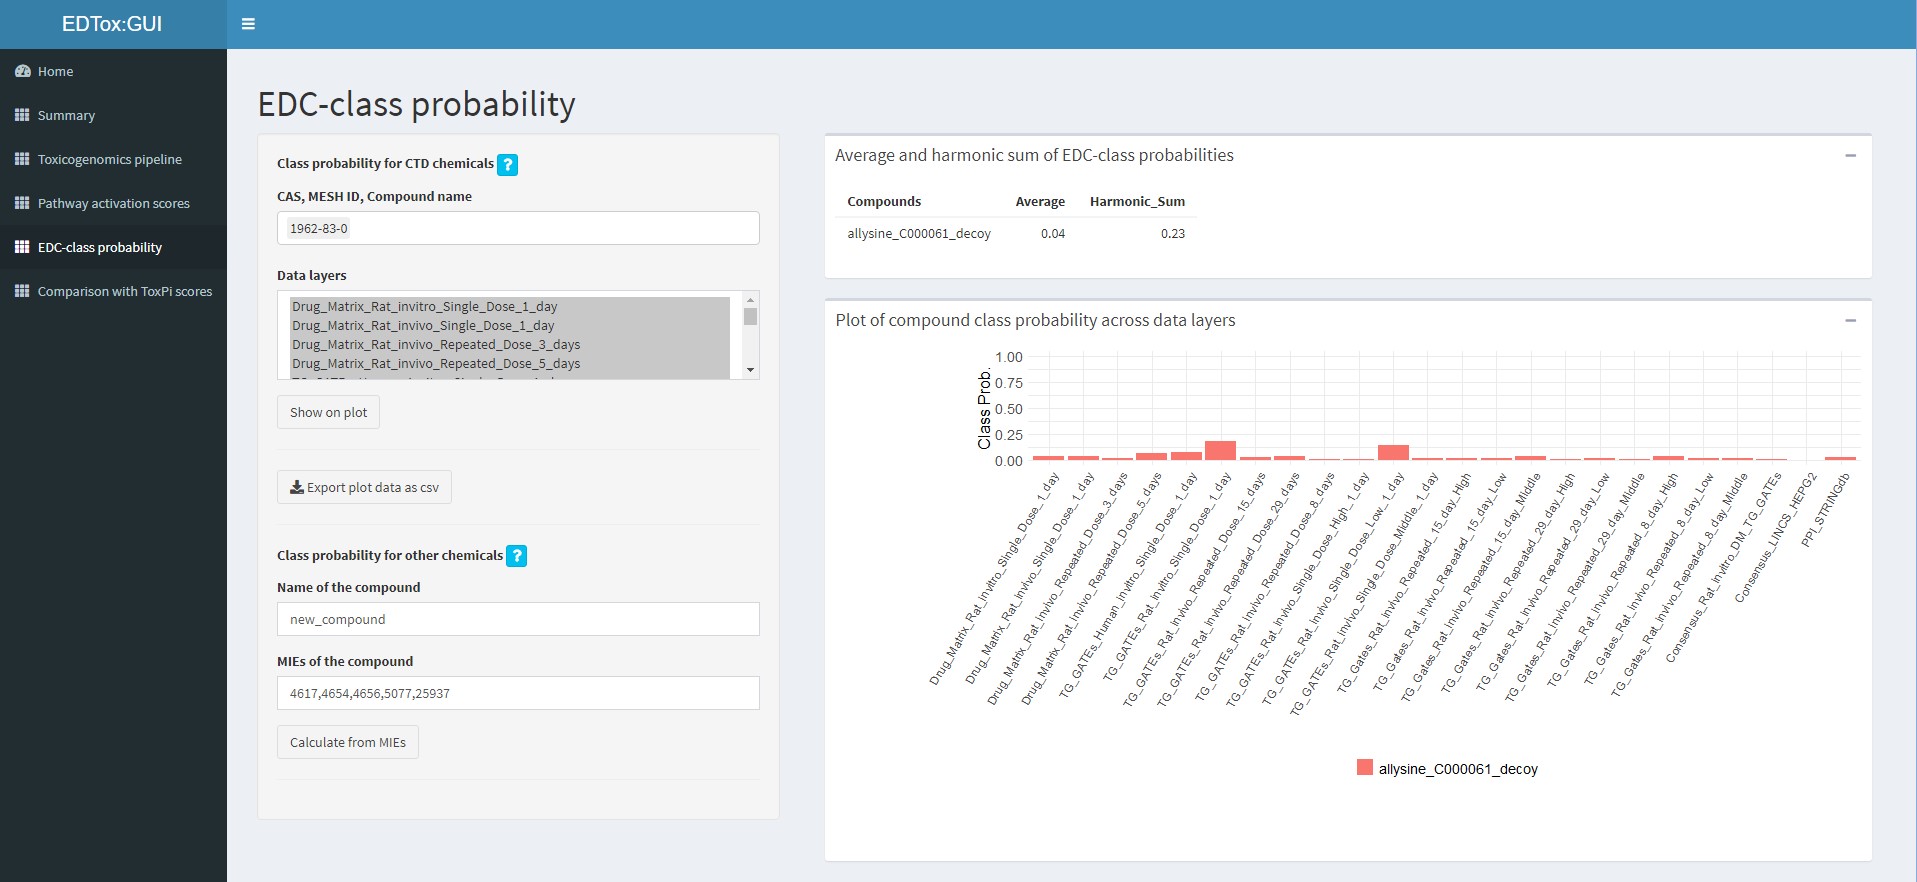 EDTox:GUI
Home
Summary
Toxicogenomics pipeline
Pathway activation scores
EDC-class probability
Comparison with ToxPi scores
EDC-class probability
Class probability for CTD chemicals ?
CAS, MESH ID, Compound name
1962-83-0
Data layers
Drug_Matrix_Rat_invitro_Single_Dose_1_day
Drug_Matrix_Rat_invivo_Single_Dose_1_day
Drug_Matrix_Rat_invivo_Repeated_Dose_3_days
Drug_Matrix_Rat_invivo_Repeated_Dose_5_days
Show on plot
Export plot data as csv
Class probability for other chemicals ?
Name of the compound
new_compound
MIEs of the compound
4617,4654,4656,5077,25937
Calculate from MIEs
Average and harmonic sum of EDC-class probabilities
Compounds Average Harmonic_Sum
allysine_C000061_decoy 0.04 0.23
Plot of compound class probability across data layers
Class Prob.
1.00
0.75
0.50
0.25
0.00
Drug_Matrix_Rat_Invitro_Single_Dose_1_day
Drug_Matrix_Rat_Invivo_Single_Dose_1_day
Drug_Matrix_Rat_Invivo_Repeated_Dose_3_days
Drug_Matrix_Rat_Invivo_Repeated_Dose_5_days
TG_GATEs_Human_Invitro_Single_Dose_1_day
TG_GATEs_Rat_Invitro_Single_Dose_1_day
TG_GATEs_Rat_Invivo_Repeated_Dose_15_days
TG_GATEs_Rat_Invivo_Repeated_Dose_29_days
TG_GATEs_Rat_Invivo_Repeated_Dose_8_days
TG_GATEs_Rat_Invivo_Single_Dose_High_1_day
TG_GATEs_Rat_Invivo_Single_Dose_Low_1_day
TG_GATEs_Rat_Invivo_Single_Dose_Middle_1_day
TG_Gates_Rat_Invivo_Repeated_15_day_High
TG_Gates_Rat_Invivo_Repeated_15_day_Low
TG_Gates_Rat_Invivo_Repeated_15_day_Middle
TG_Gates_Rat_Invivo_Repeated_29_day_High
TG_Gates_Rat_Invivo_Repeated_29_day_Low
TG_Gates_Rat_Invivo_Repeated_29_day_Middle
TG_Gates_Rat_Invivo_Repeated_8_day_High
TG_Gates_Rat_Invivo_Repeated_8_day_Low
TG_Gates_Rat_Invivo_Repeated_8_day_Middle
Consensus_Rat_Invitro_DM_TG_GATEs
Consensus_LINCS_HEPG2
PPI_STRINGdb
allysine_C000061_decoy